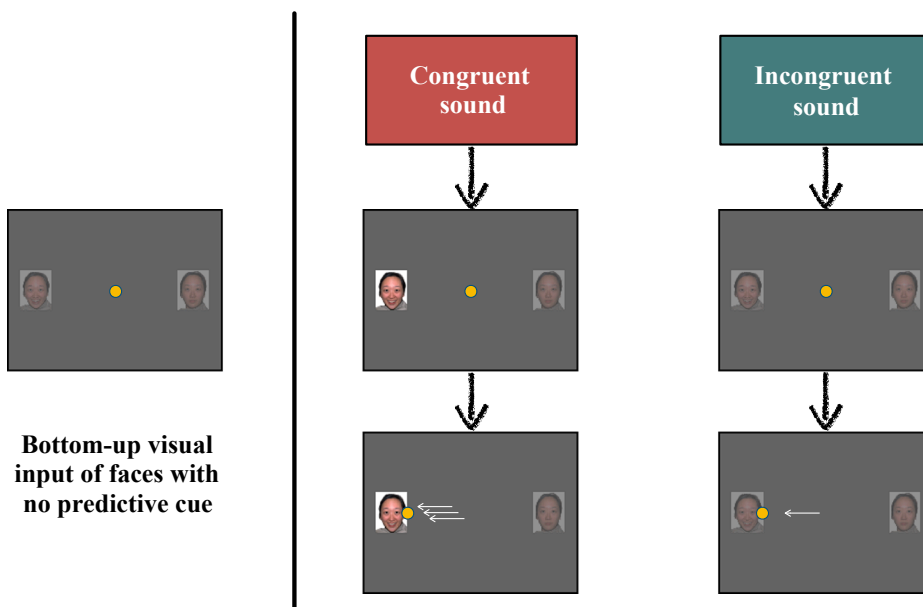 Congruent
sound
Incongruent
sound
Bottom-up visual
input of faces with
no predictive cue